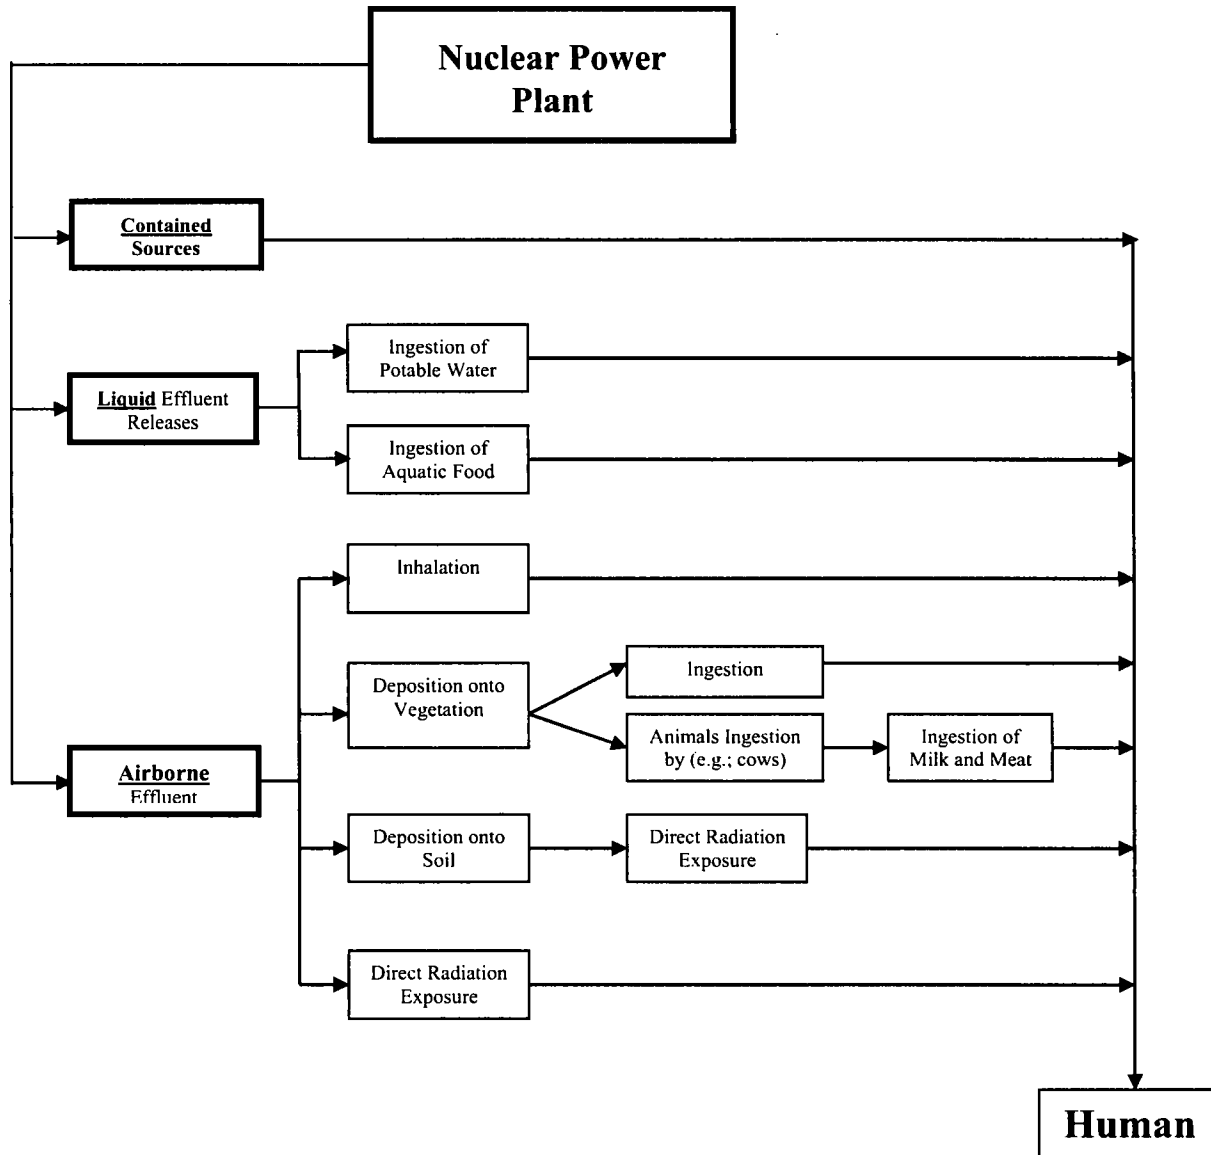 Nuclear Power
Plant
Contained
Sources
Ingestion of
Potable Water
Liquid Effluent
Releases
Ingestion of
Aquatic Food
Inhalation
Deposition onto
Vegetation
Ingestion
Animals Ingestion
by (e.g.; cows)
Ingestion of
Milk and Meat
Airborne
Effluent
Deposition onto
Soil
Direct Radiation
Exposure
Direct Radiation
Exposure
Human